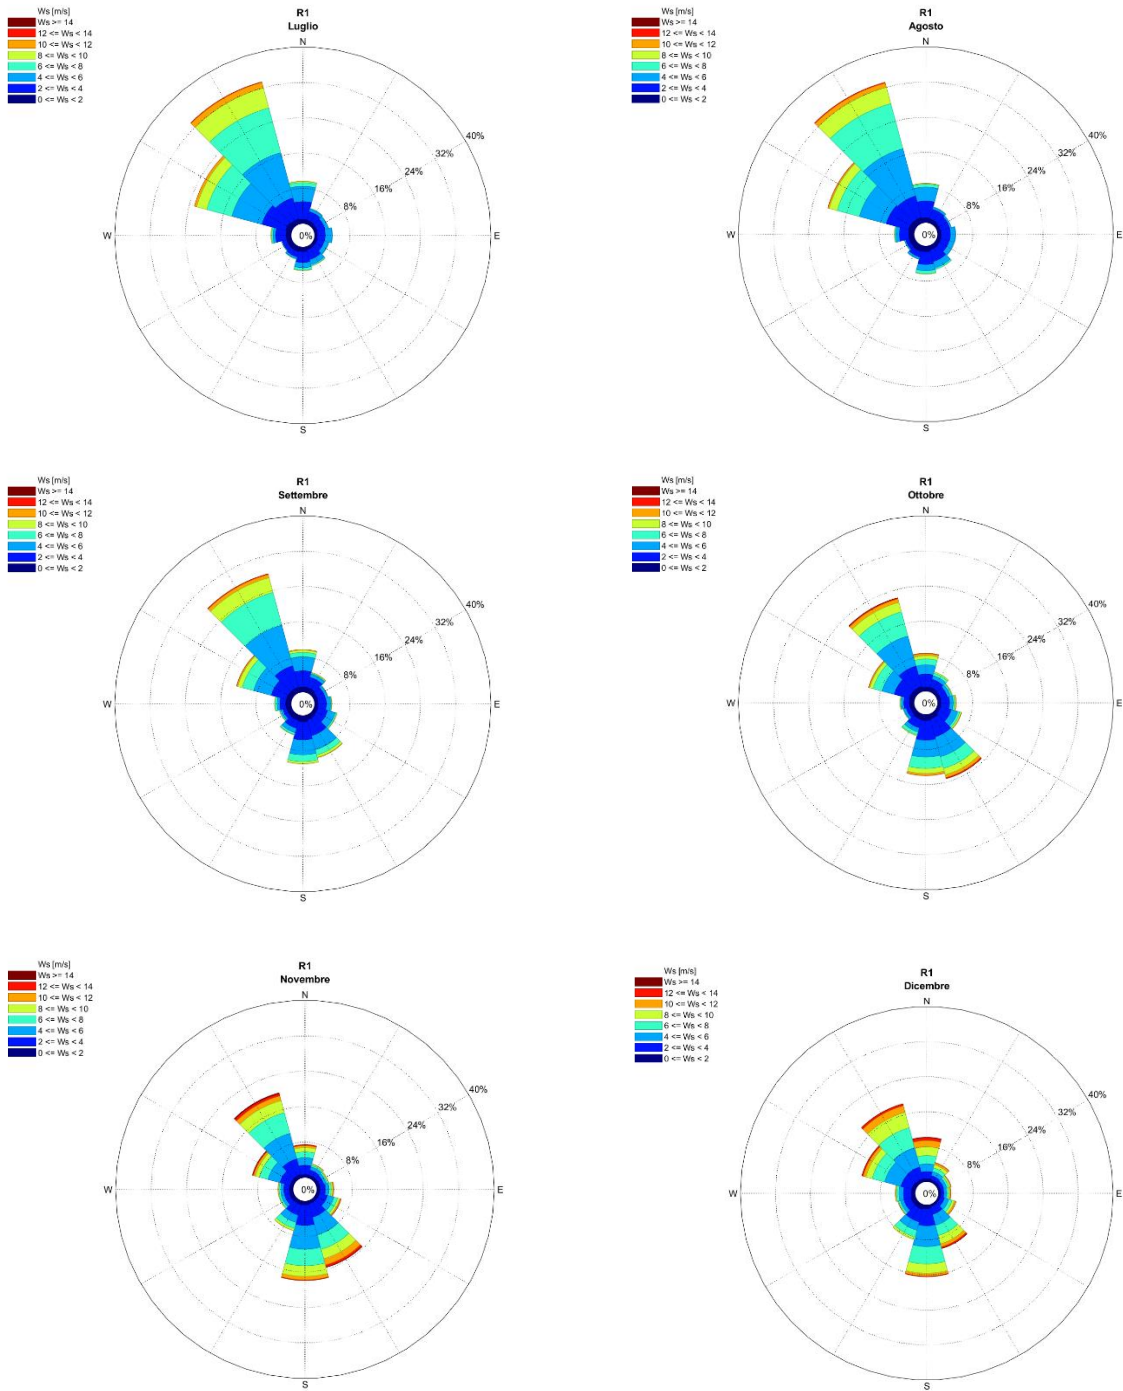 Ws [m/s]
Ws >= 14
12 <= Ws < 14
10 <= Ws < 12
8 <= Ws < 10
6 <= Ws < 8
4 <= Ws < 6
2 <= Ws < 4
0 <= Ws < 2
R1
Luglio
N
40%
32%
24%
16%
8%
0%
W
E
S
Ws [m/s]
Ws >= 14
12 <= Ws < 14
10 <= Ws < 12
8 <= Ws < 10
6 <= Ws < 8
4 <= Ws < 6
2 <= Ws < 4
0 <= Ws < 2
R1
Agosto
N
40%
32%
24%
16%
8%
0%
W
E
S
Ws [m/s]
Ws >= 14
12 <= Ws < 14
10 <= Ws < 12
8 <= Ws < 10
6 <= Ws < 8
4 <= Ws < 6
2 <= Ws < 4
0 <= Ws < 2
R1
Settembre
N
40%
32%
24%
16%
8%
0%
W
E
S
Ws [m/s]
Ws >= 14
12 <= Ws < 14
10 <= Ws < 12
8 <= Ws < 10
6 <= Ws < 8
4 <= Ws < 6
2 <= Ws < 4
0 <= Ws < 2
R1
Ottobre
N
40%
32%
24%
16%
8%
0%
W
E
S
Ws [m/s]
Ws >= 14
12 <= Ws < 14
10 <= Ws < 12
8 <= Ws < 10
6 <= Ws < 8
4 <= Ws < 6
2 <= Ws < 4
0 <= Ws < 2
R1
Novembre
N
40%
32%
24%
16%
8%
0%
W
E
S
Ws [m/s]
Ws >= 14
12 <= Ws < 14
10 <= Ws < 12
8 <= Ws < 10
6 <= Ws < 8
4 <= Ws < 6
2 <= Ws < 4
0 <= Ws < 2
R1
Dicembre
N
40%
32%
24%
16%
8%
0%
W
E
S